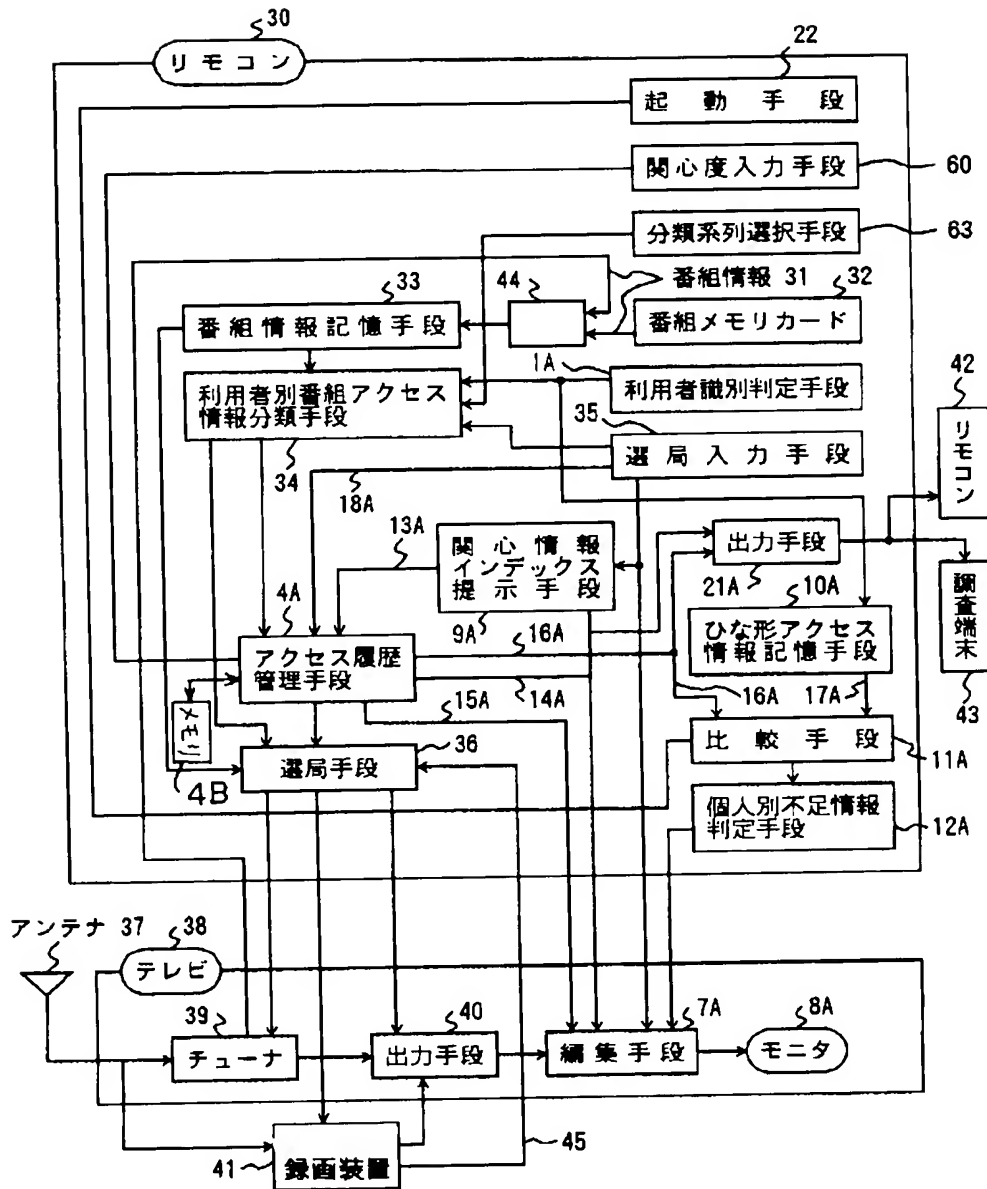 30
リモコン
22
起動手段
関心度入力手段
60
分類系列選択手段
63
番組情報 31
32
33
44
番組情報記憶手段
番組メモリカード
1A
利用者別番組アクセス
情報分類手段
利用者識別判定手段
42
リモコン
35
選局入力手段
34
18A
13A
関心情報
インデックス
提示手段
9A
出力手段
21A
10A
調査端末
43
4A
16A
ひな形アクセス
情報記憶手段
アクセス履歴
管理手段
14A
15A
16A
17A
メモリ
4B
36
選局手段
比較手段
11A
個人別不足情報
判定手段
12A
アンテナ 37
38
テレビ
39
チューナ
40
出力手段
7A
編集手段
8A
モニタ
41
録画装置
45